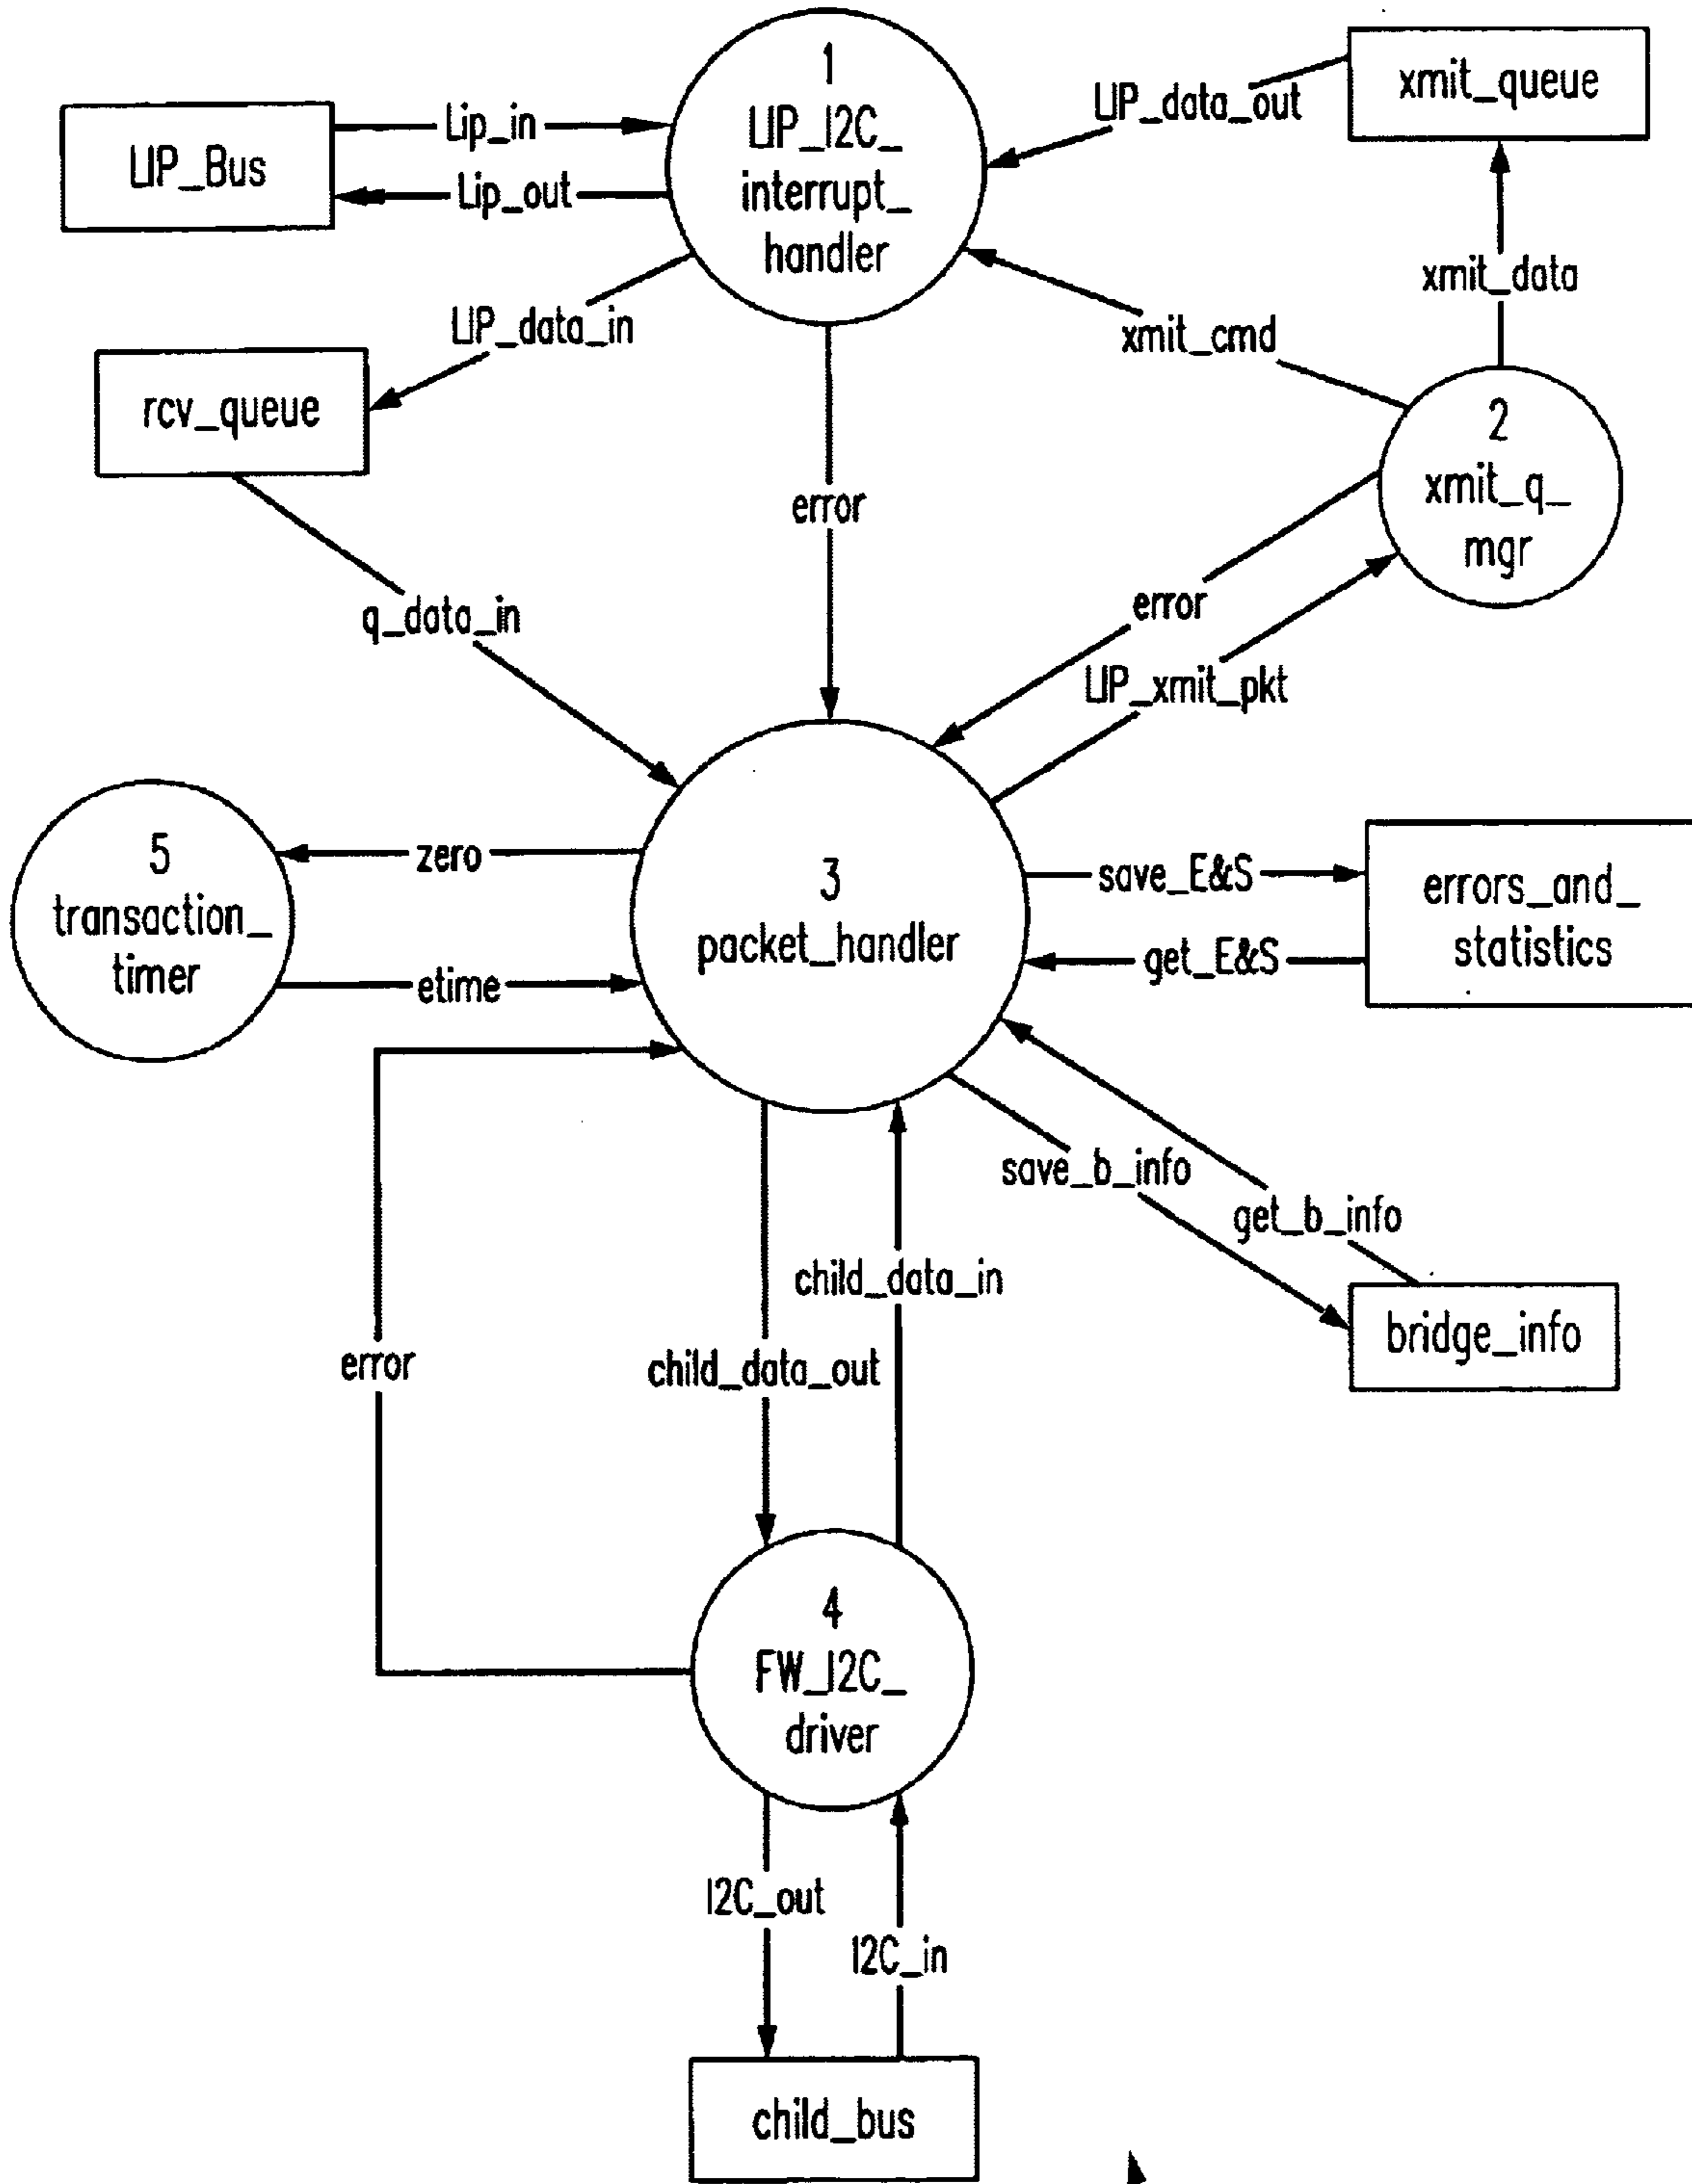 1
LIP_I2C_
interrupt_
handler
xmit_queue
LIP_data_out
Lip_in
LIP_Bus
Lip_out
xmit_data
LIP_data_in
xmit_cmd
rcv_queue
2
xmit_q_
mgr
error
error
q_data_in
LIP_xmit_pkt
5
transaction_
timer
zero
etime
3
packet_handler
save_E&S
get_E&S
errors_and_
statistics
save_b_info
get_b_info
child_data_in
bridge_info
error
child_data_out
4
FW_I2C_
driver
I2C_out
I2C_in
child_bus